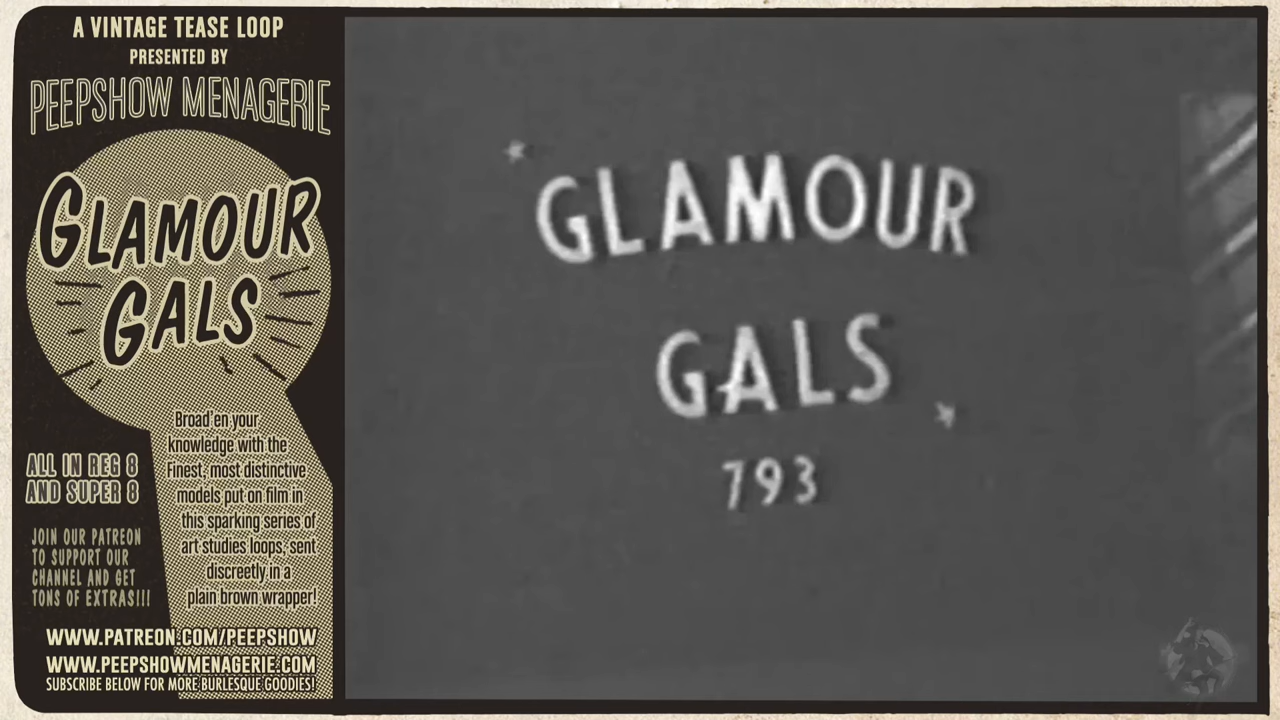 A VINTAGE TEASE LOOP
PRESENTED BY
PEEPSHOW MENAGERIE
GLAMOUR
GALS
Broad'en your
knowledge with the
Finest, most distinctive
models put on film in
this sparking series of
art studies loops, sent
discreetly in a
plain brown wrapper!
ALL IN REG 8
AND SUPER 8
JOIN OUR PATREON
TO SUPPORT OUR
CHANNEL AND GET
TONS OF EXTRAS!!!
WWW.PATREON.COM/PEEPSHOW
WWW.PEEPSHOWMENAGERIE.COM
SUBSCRIBE BELOW FOR MORE BURLESQUE GOODIES!
GLAMOUR
GALS
793